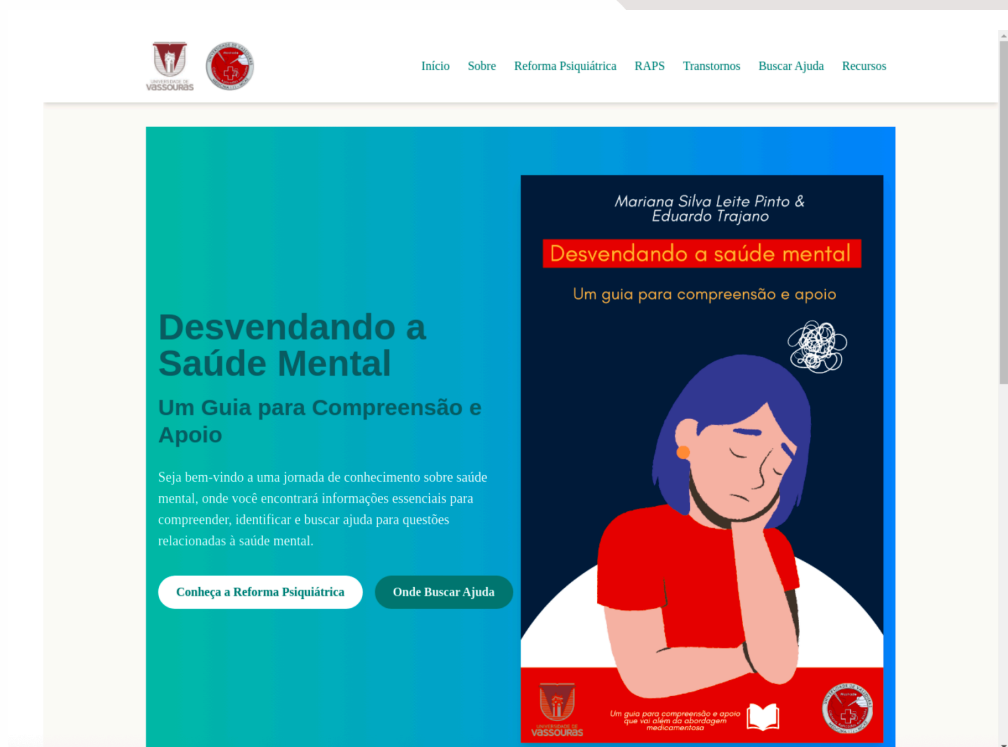 UNIVERSIDADE DE
VASSOURAS
Início Sobre Reforma Psiquiátrica RAPS Transtornos Buscar Ajuda Recursos
Desvendando a
Saúde Mental
Um Guia para Compreensão e
Apoio
Seja bem-vindo a uma jornada de conhecimento sobre saúde
mental, onde você encontrará informações essenciais para
compreender, identificar e buscar ajuda para questões
relacionadas à saúde mental.
Conheça a Reforma Psiquiátrica
Onde Buscar Ajuda
Mariana Silva Leite Pinto &
Eduardo Trajano
Desvendando a saúde mental
Um guia para compreensão e apoio
UNIVERSIDADE DE
VASSOURAS
Um guia para compreensão e apoio
que vai além da abordagem
medicamentosa